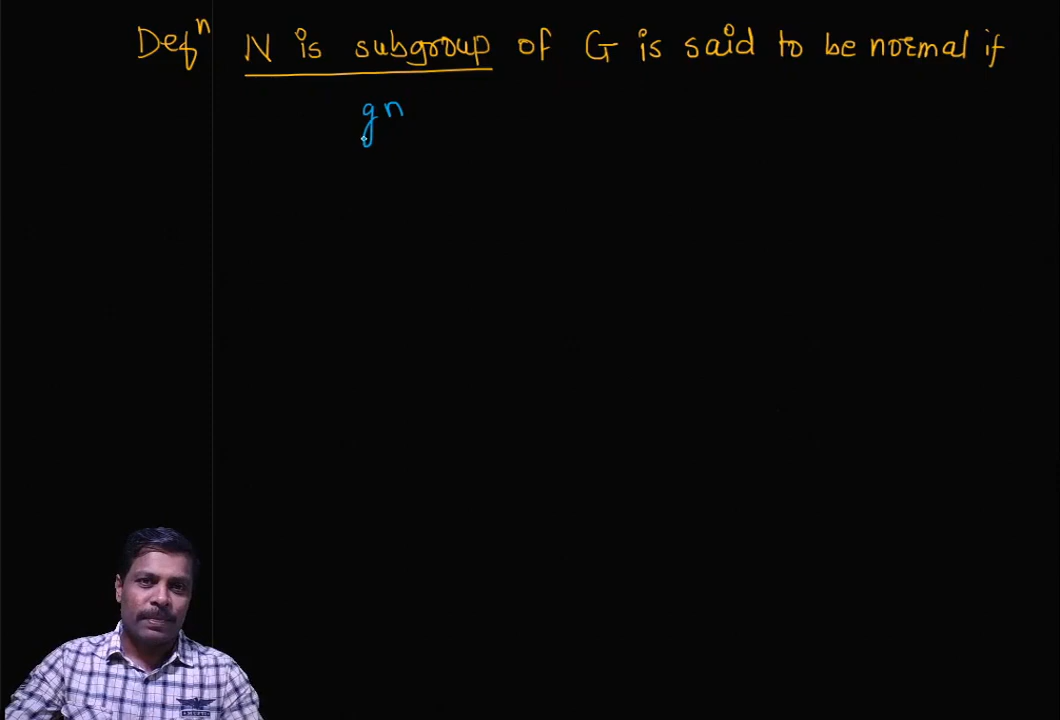 Defⁿ N is subgroup of G is said to be normal if
gn